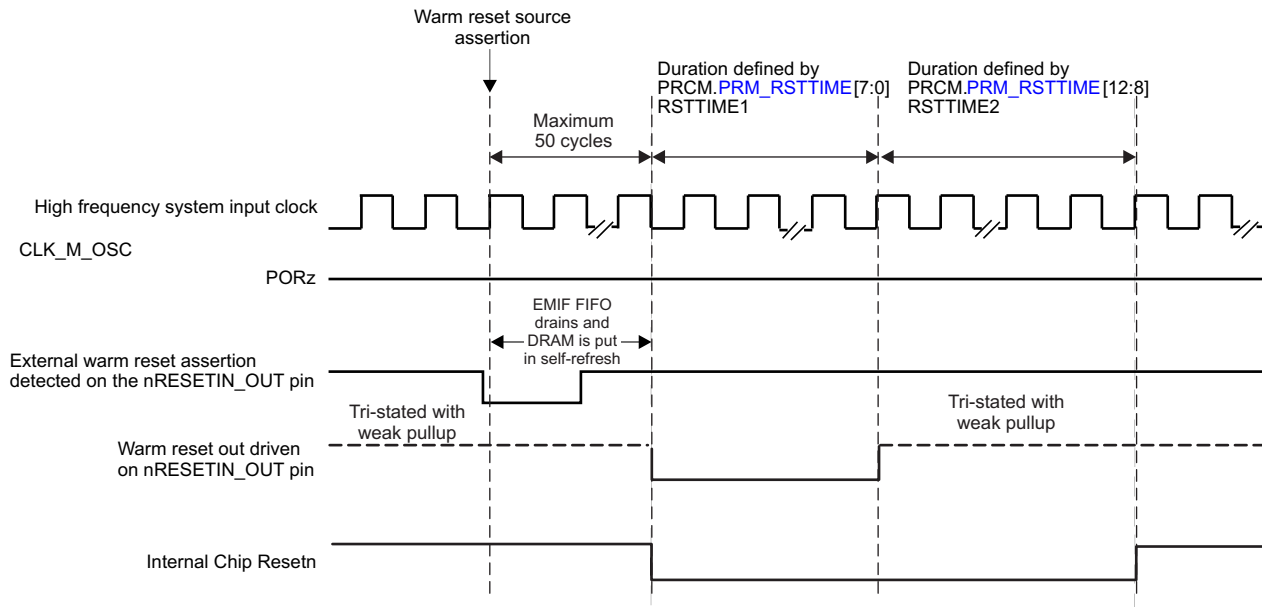 Warm reset source
assertion
Duration defined by
PRCM.PRM_RSTTIME[7:0]
RSTTIME1
Duration defined by
PRCM.PRM_RSTTIME[12:8]
RSTTIME2
Maximum
50 cycles
High frequency system input clock
CLK_M_OSC
PORz
EMIF FIFO
drains and
DRAM is put
in self-refresh
External warm reset assertion
detected on the nRESETIN_OUT pin
Tri-stated with
weak pullup
Tri-stated with
weak pullup
Warm reset out driven
on nRESETIN_OUT pin
Internal Chip Resetn